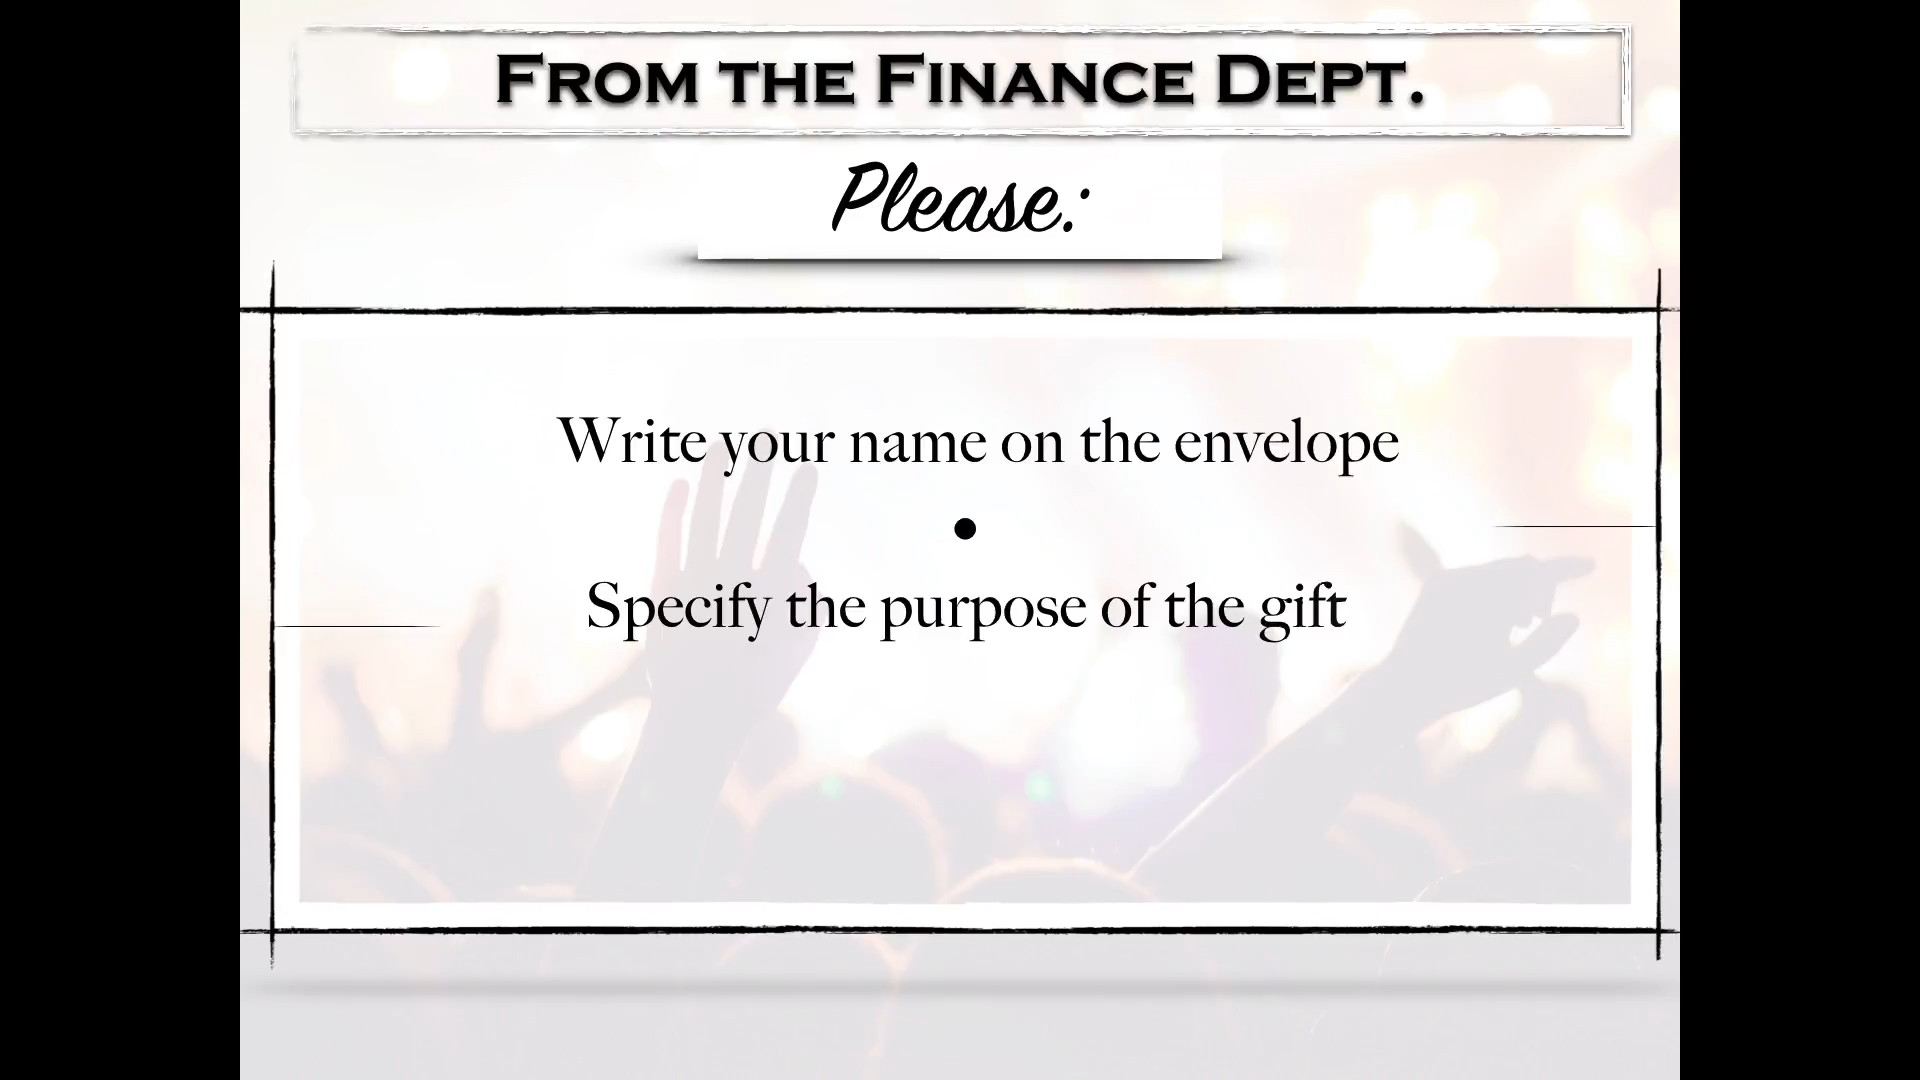 From the Finance Dept.
Please:
Write your name on the envelope
•
Specify the purpose of the gift